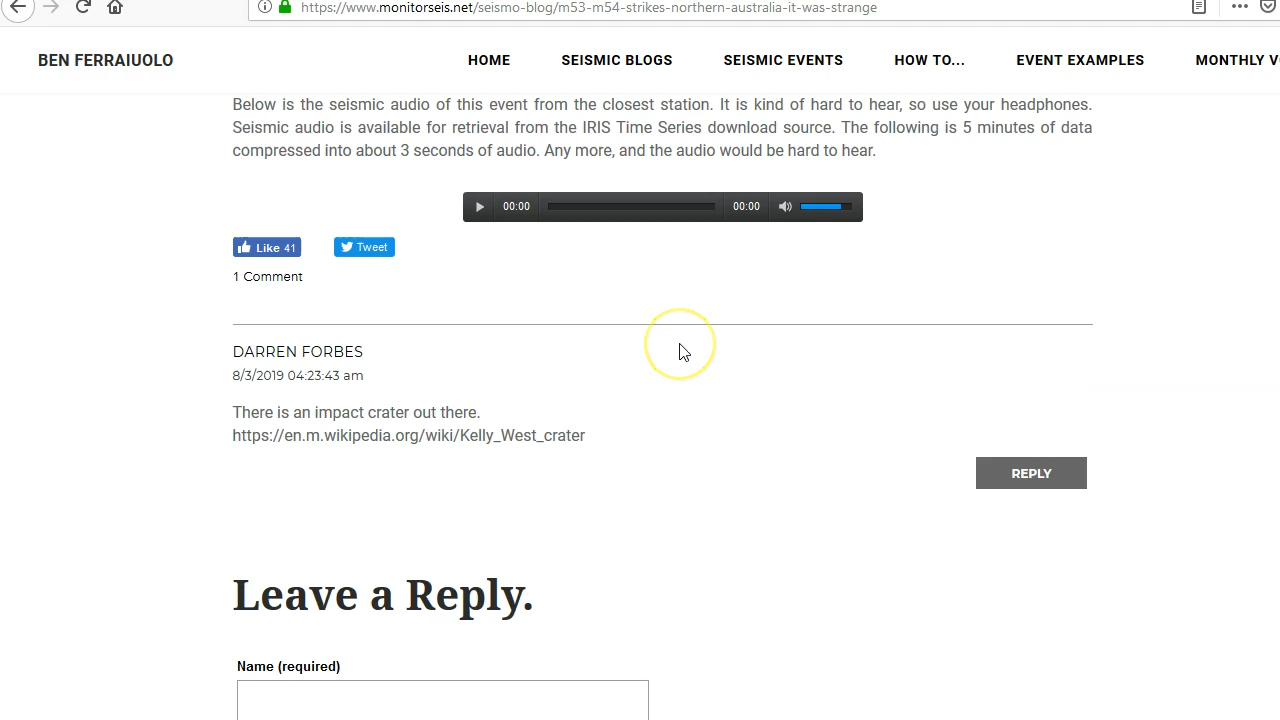 https://www.monitorseis.net/seismo-blog/m53-m54-strikes-northern-australia-it-was-strange
BEN FERRAIUOLO
HOME SEISMIC BLOGS SEISMIC EVENTS HOW TO... EVENT EXAMPLES MONTHLY V
Below is the seismic audio of this event from the closest station. It is kind of hard to hear, so use your headphones.
Seismic audio is available for retrieval from the IRIS Time Series download source. The following is 5 minutes of data
compressed into about 3 seconds of audio. Any more, and the audio would be hard to hear.
00:00 00:00
Like 41 Tweet
1 Comment
DARREN FORBES
8/3/2019 04:23:43 am
There is an impact crater out there.
https://en.m.wikipedia.org/wiki/Kelly_West_crater
REPLY
Leave a Reply.
Name (required)